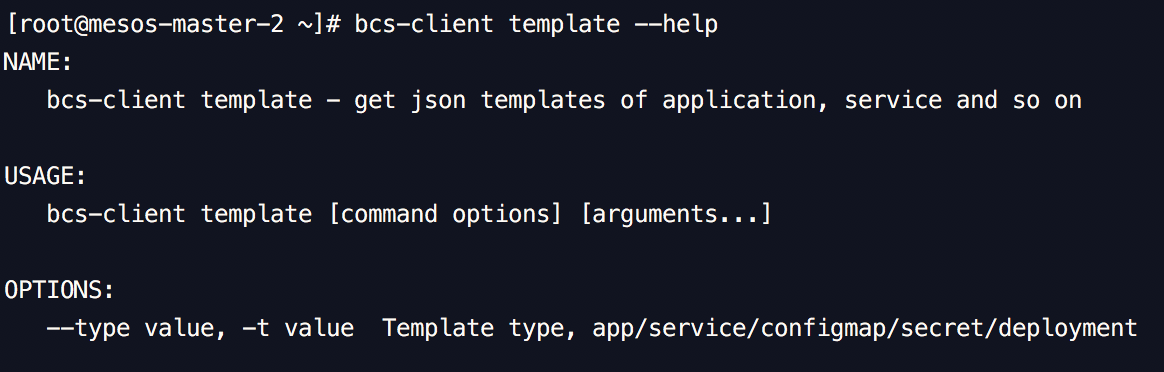 [root@mesos-master-2 ~]# bcs-client template --help
NAME:
   bcs-client template - get json templates of application, service and so on

USAGE:
   bcs-client template [command options] [arguments...]

OPTIONS:
   --type value, -t value  Template type, app/service/configmap/secret/deployment